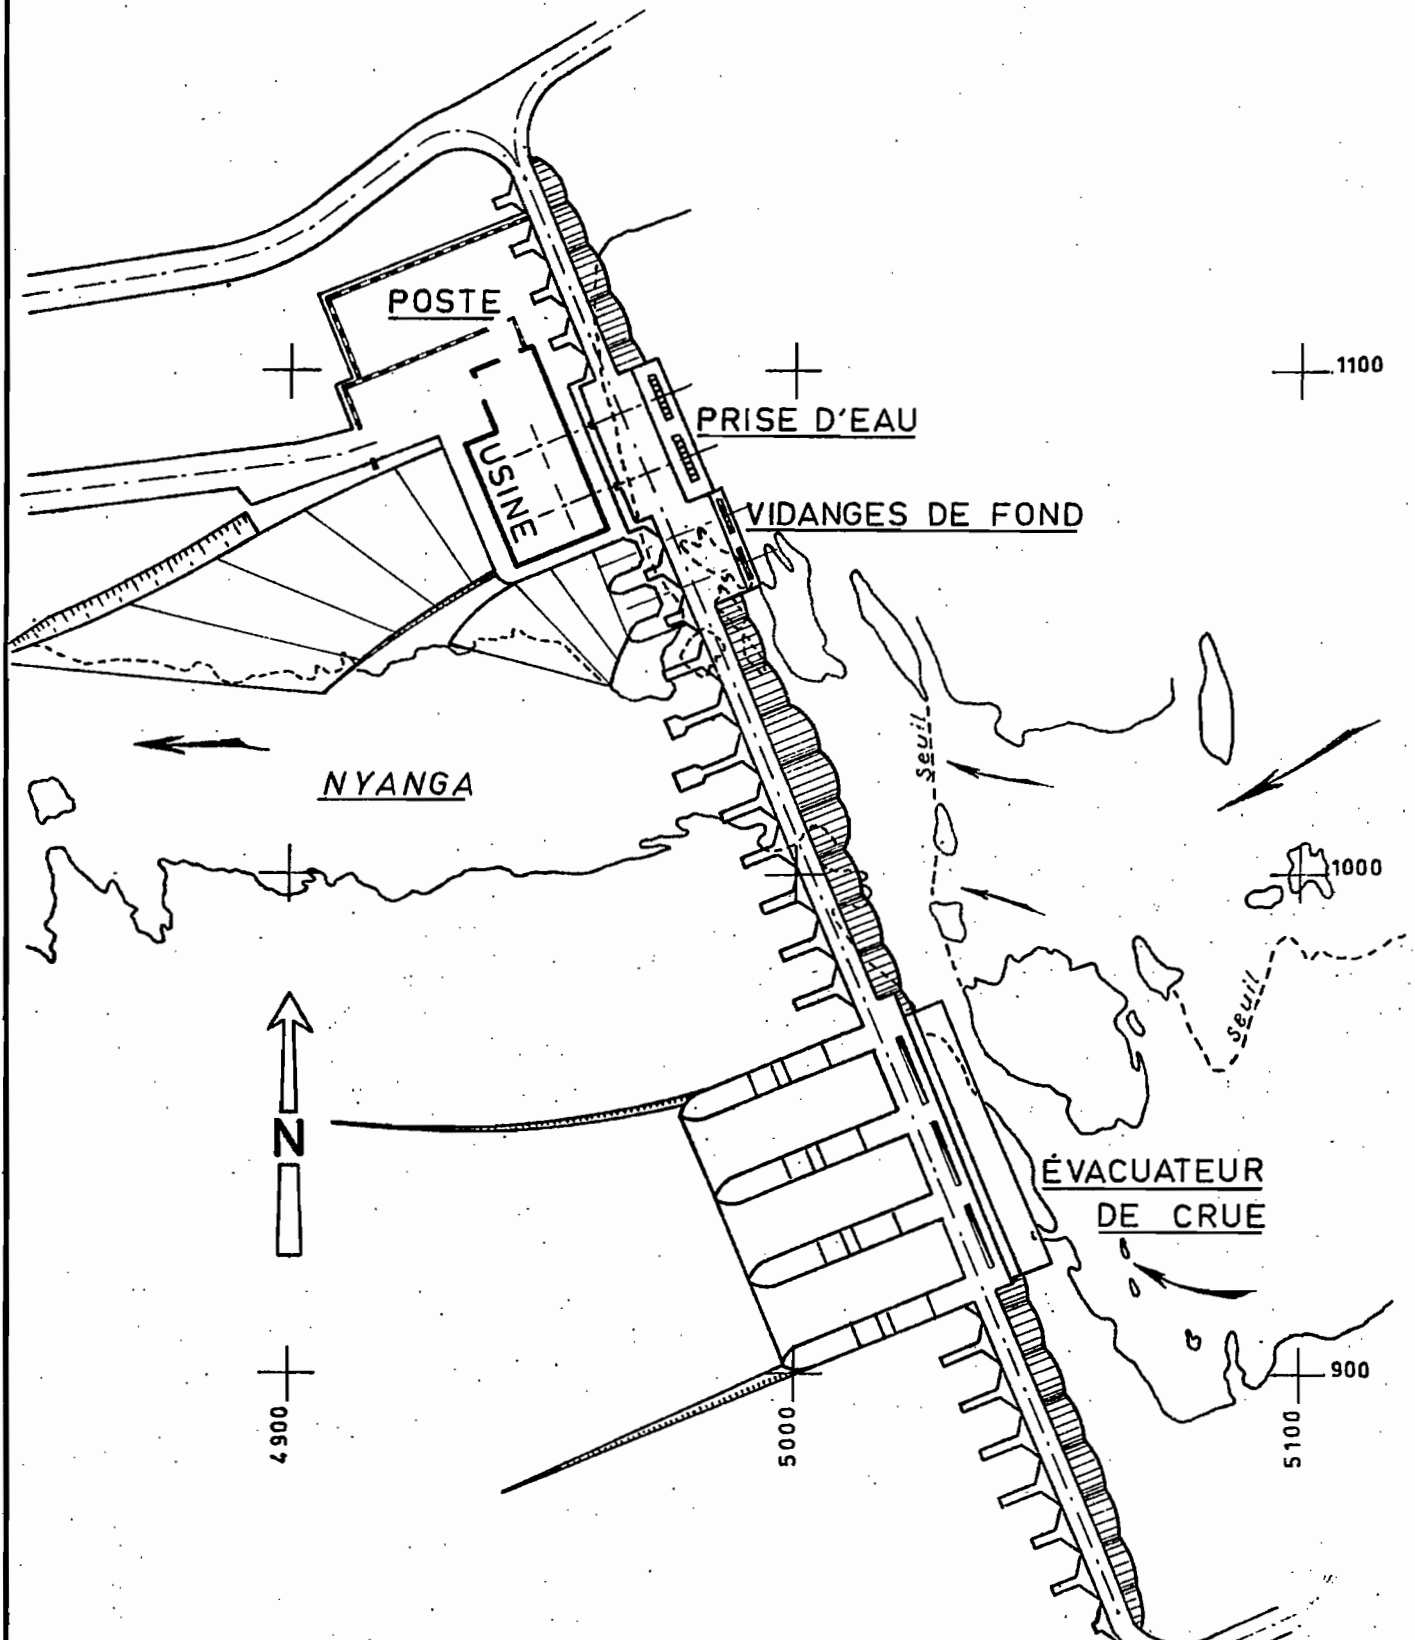 POSTE
1100
PRISE D'EAU
USINE
VIDANGES DE FOND
Seuil
NYANGA
1000
seuil
N
ÉVACUATEUR
DE CRUE
900
4900
5000
5100